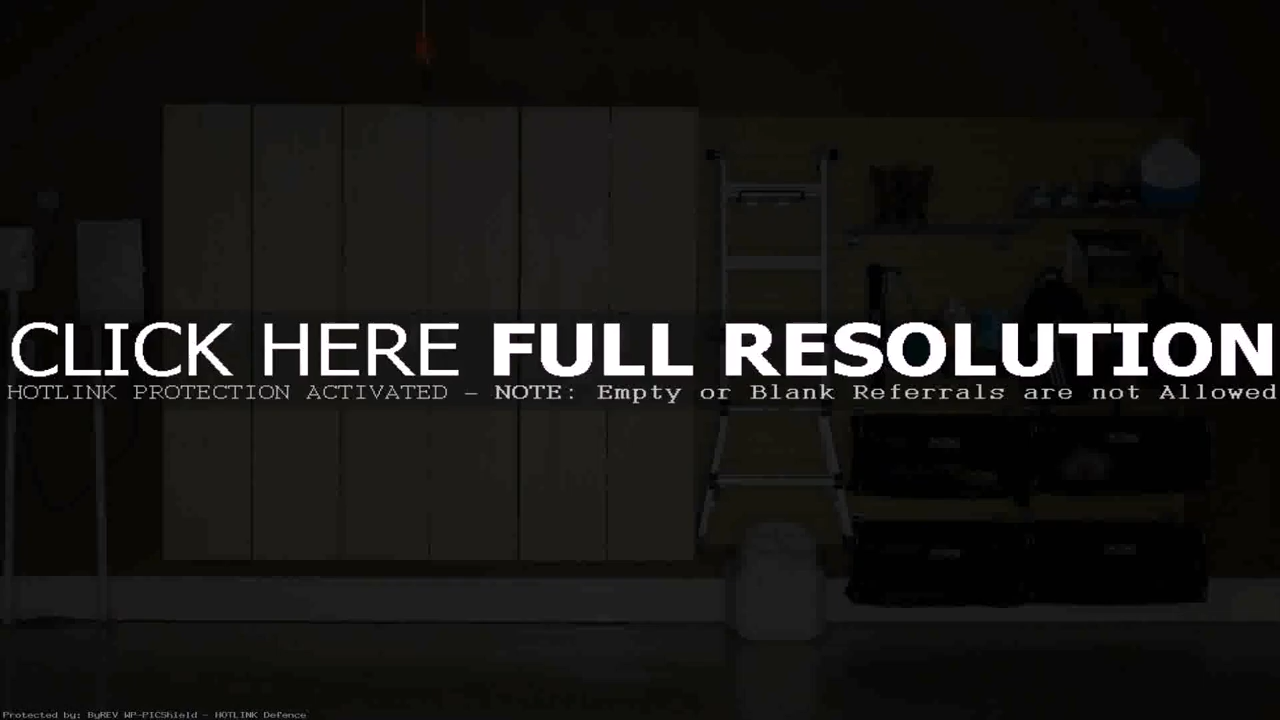 CLICK HERE FULL RESOLUTION
HOTLINK PROTECTION ACTIVATED – NOTE: Empty or Blank Referrals are not Allowed
Protected by: ByREV WP-PICShield – HOTLINK Defence